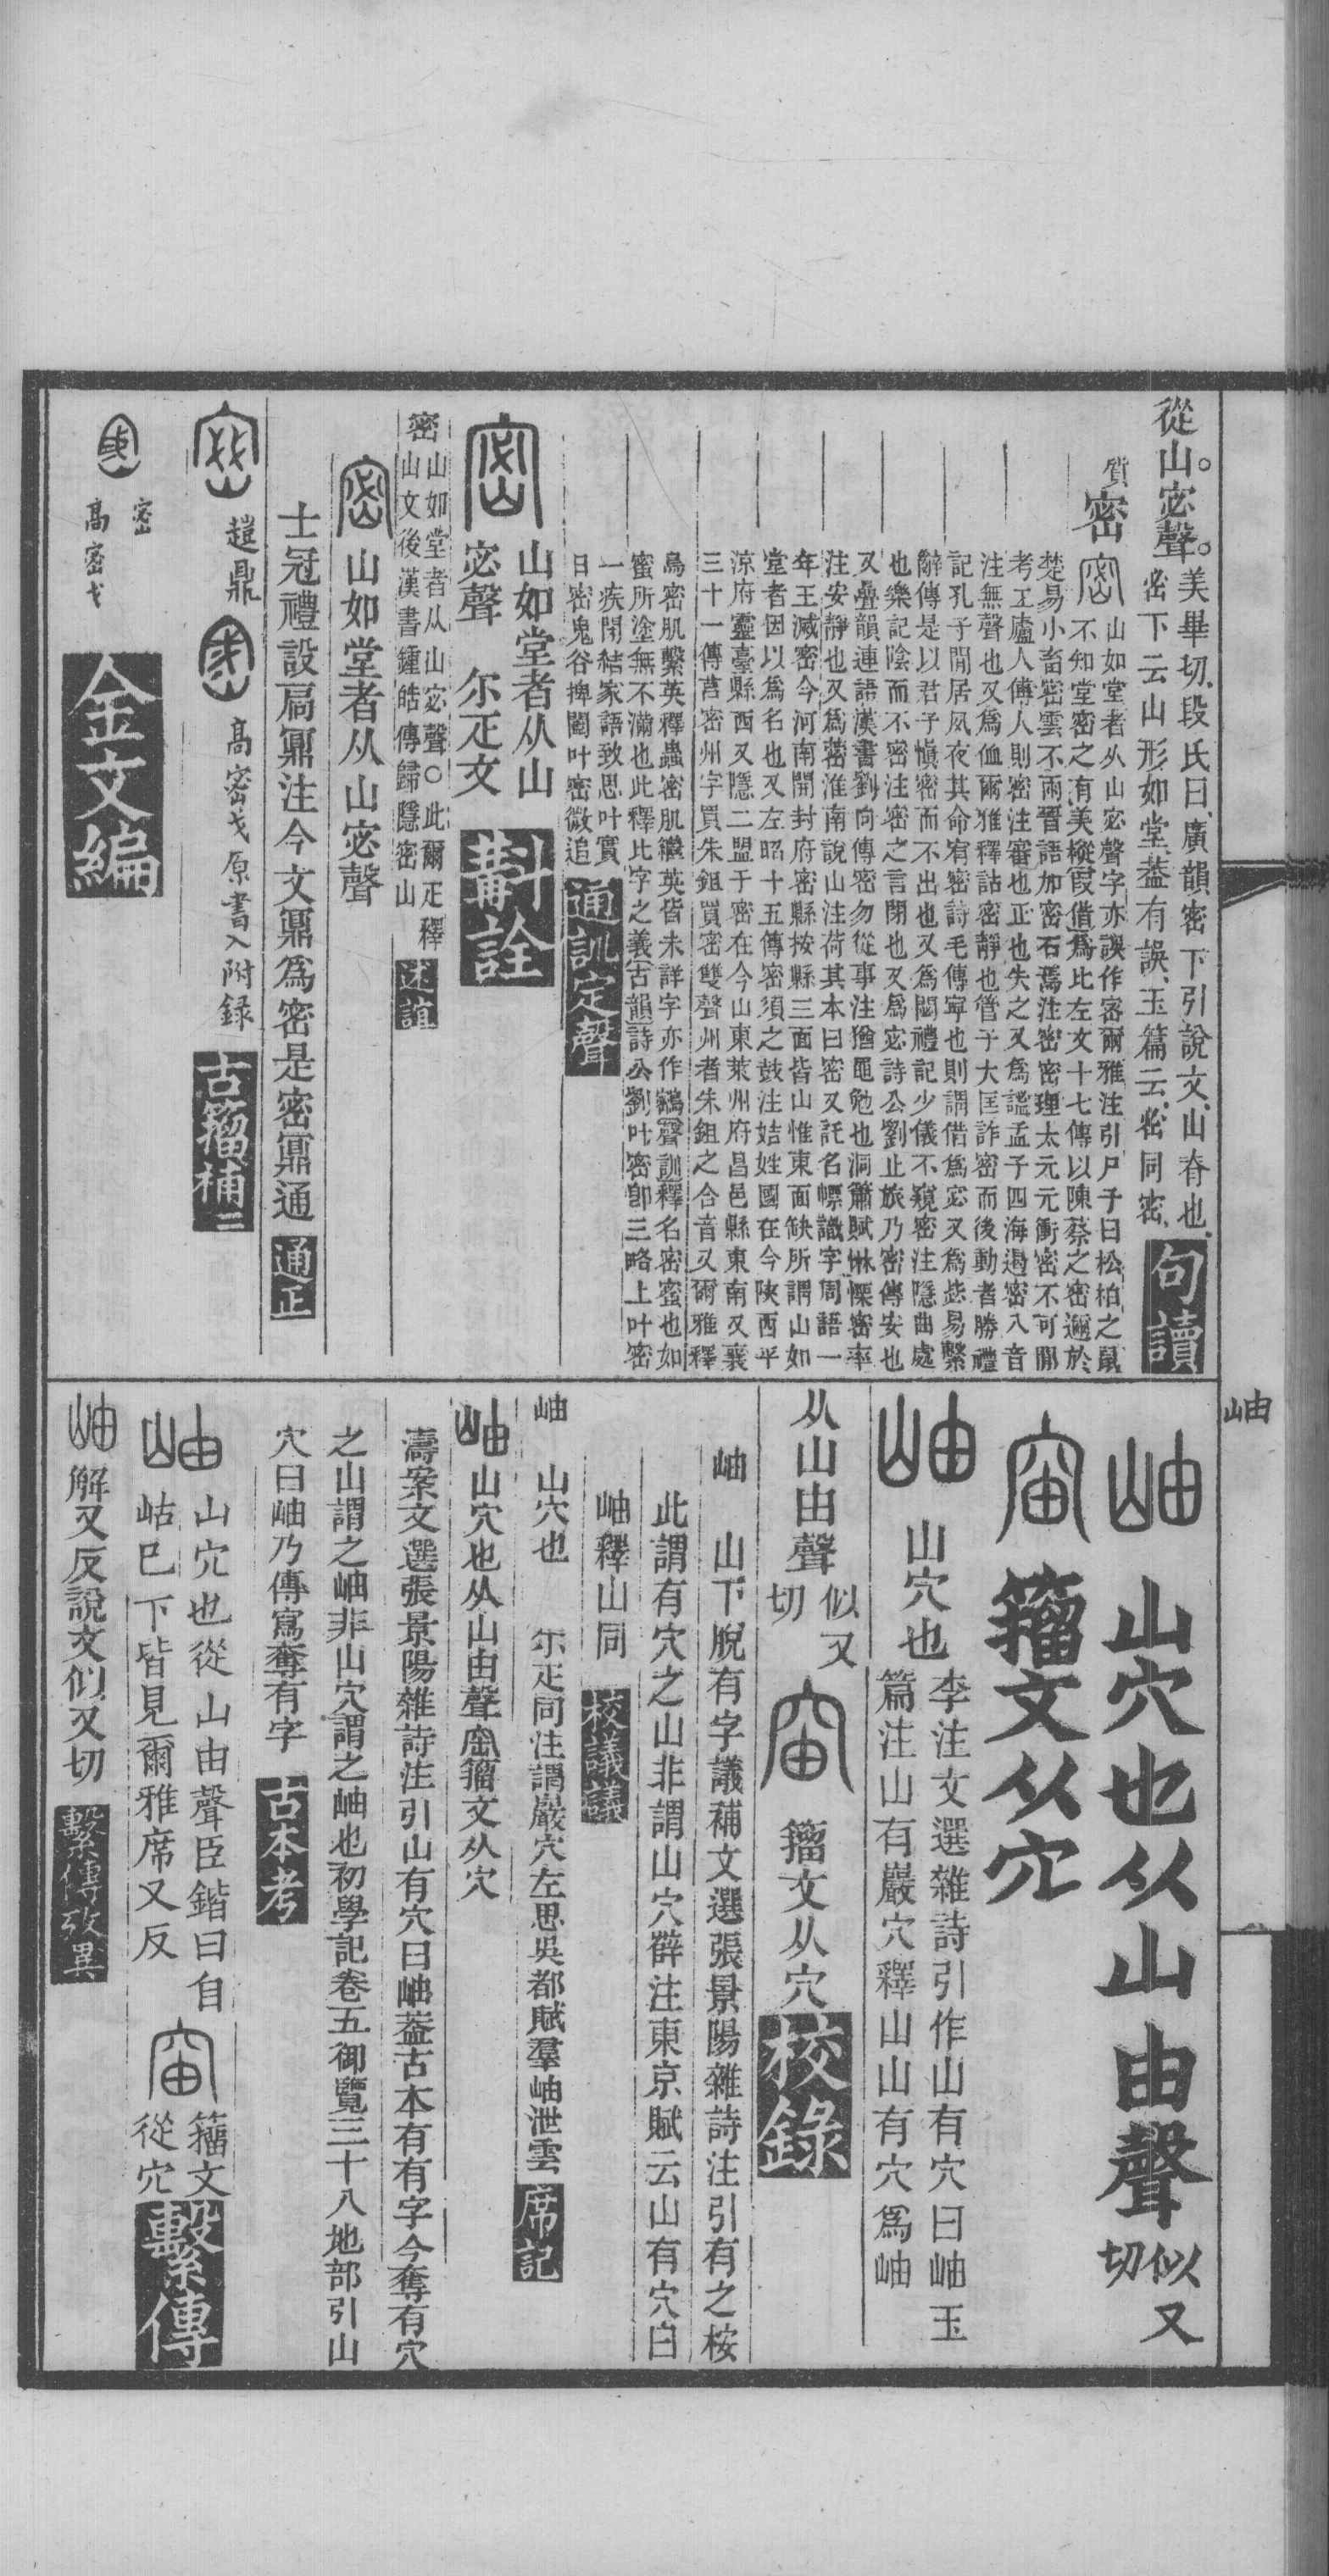 從山。宓聲。美畢切、段氏曰、廣韻密下引說文、山脊也、
密下云山形如堂、葢有誤、玉篇云、密同密、句讀
質 密 山如堂者从山宓聲字亦誤作密爾雅注引尸子曰松柏之鼠
不知堂密之有美樅叚借爲比左文十七傳以陳蔡之密邇於
楚易小畜密雲不雨晉語加密石焉注密密理太元元衝密不可閒
考工廬人傅人則密注審也正也失之又爲謐孟子四海遏密八音
注無聲也又爲侐爾雅釋詁密靜也管子大匡詐密而後動者勝禮
記孔子閒居夙夜其命宥密詩毛傳寧也則謂借爲宓又爲毖易繫
辭傳是以君子愼密而不出也又爲閟禮記少儀不窺密注隱曲處
也樂記陰而不密注密之言閉也又爲宓詩公劉止旅乃密傳安也
又疊韻連語漢書劉向傳密勿從事注猶黽勉也洞簫賦惏慄密率
注安靜也又爲蔤淮南說山注荷其本曰密又託名幖識字周語一
年王滅密今河南開封府密縣按縣三面皆山惟東面缺所謂山如
堂者因以爲名也又左昭十五傳密須之鼓注姞姓國在今陝西平
涼府靈臺縣西又隱二盟于密在今山東萊州府昌邑縣東南又襄
三十一傳莒密州字買朱鉏買密雙聲州者朱鉏之合音又爾雅釋
鳥密肌繫英釋蟲密肌繼英皆未詳字亦作鷭聲訓釋名密蜜也如
蜜所塗無不滿也此釋比字之義古韻詩公劉叶密卽三略上叶密
一疾閉結家語致思叶實
日密鬼谷捭闔叶密微追通訓定聲
山如堂者从山
宓聲 尔疋文 斠詮
密 山如堂者从山宓聲○此爾疋釋
山文後漢書鍾皓傳歸隱密山 述誼
山如堂者从山宓聲
士冠禮設扃鼏注今文鼏爲密是密鼏通 通正
趞鼎 高密戈原書入附錄 古籀補二
密
高密戈 金文編
岫
山穴也从山由聲似又切
籀文从穴
山穴也李注文選雜詩引作山有穴曰岫玉
篇注山有巖穴釋山山有穴爲岫
从山由聲似又切 籀文从穴 校錄
岫 山下脫有字議補文選張景陽雜詩注引有之桉
此謂有穴之山非謂山穴薛注東京賦云山有穴曰
岫釋山同 校議議
岫 山穴也 尔疋同注謂巖穴左思吳都賦羣岫泄雲 席記
山穴也从山由聲 籀文从穴
濤案文選張景陽雜詩注引山有穴曰岫葢古本有有字今奪有穴
之山謂之岫非山穴謂之岫也初學記卷五御覽三十八地部引山
穴曰岫乃傳寫奪有字 古本考
山穴也從山由聲臣鍇曰自
岵巳下皆見爾雅席又反 籀文從穴 繫傳
解又反說文似又切 繫傳攷異